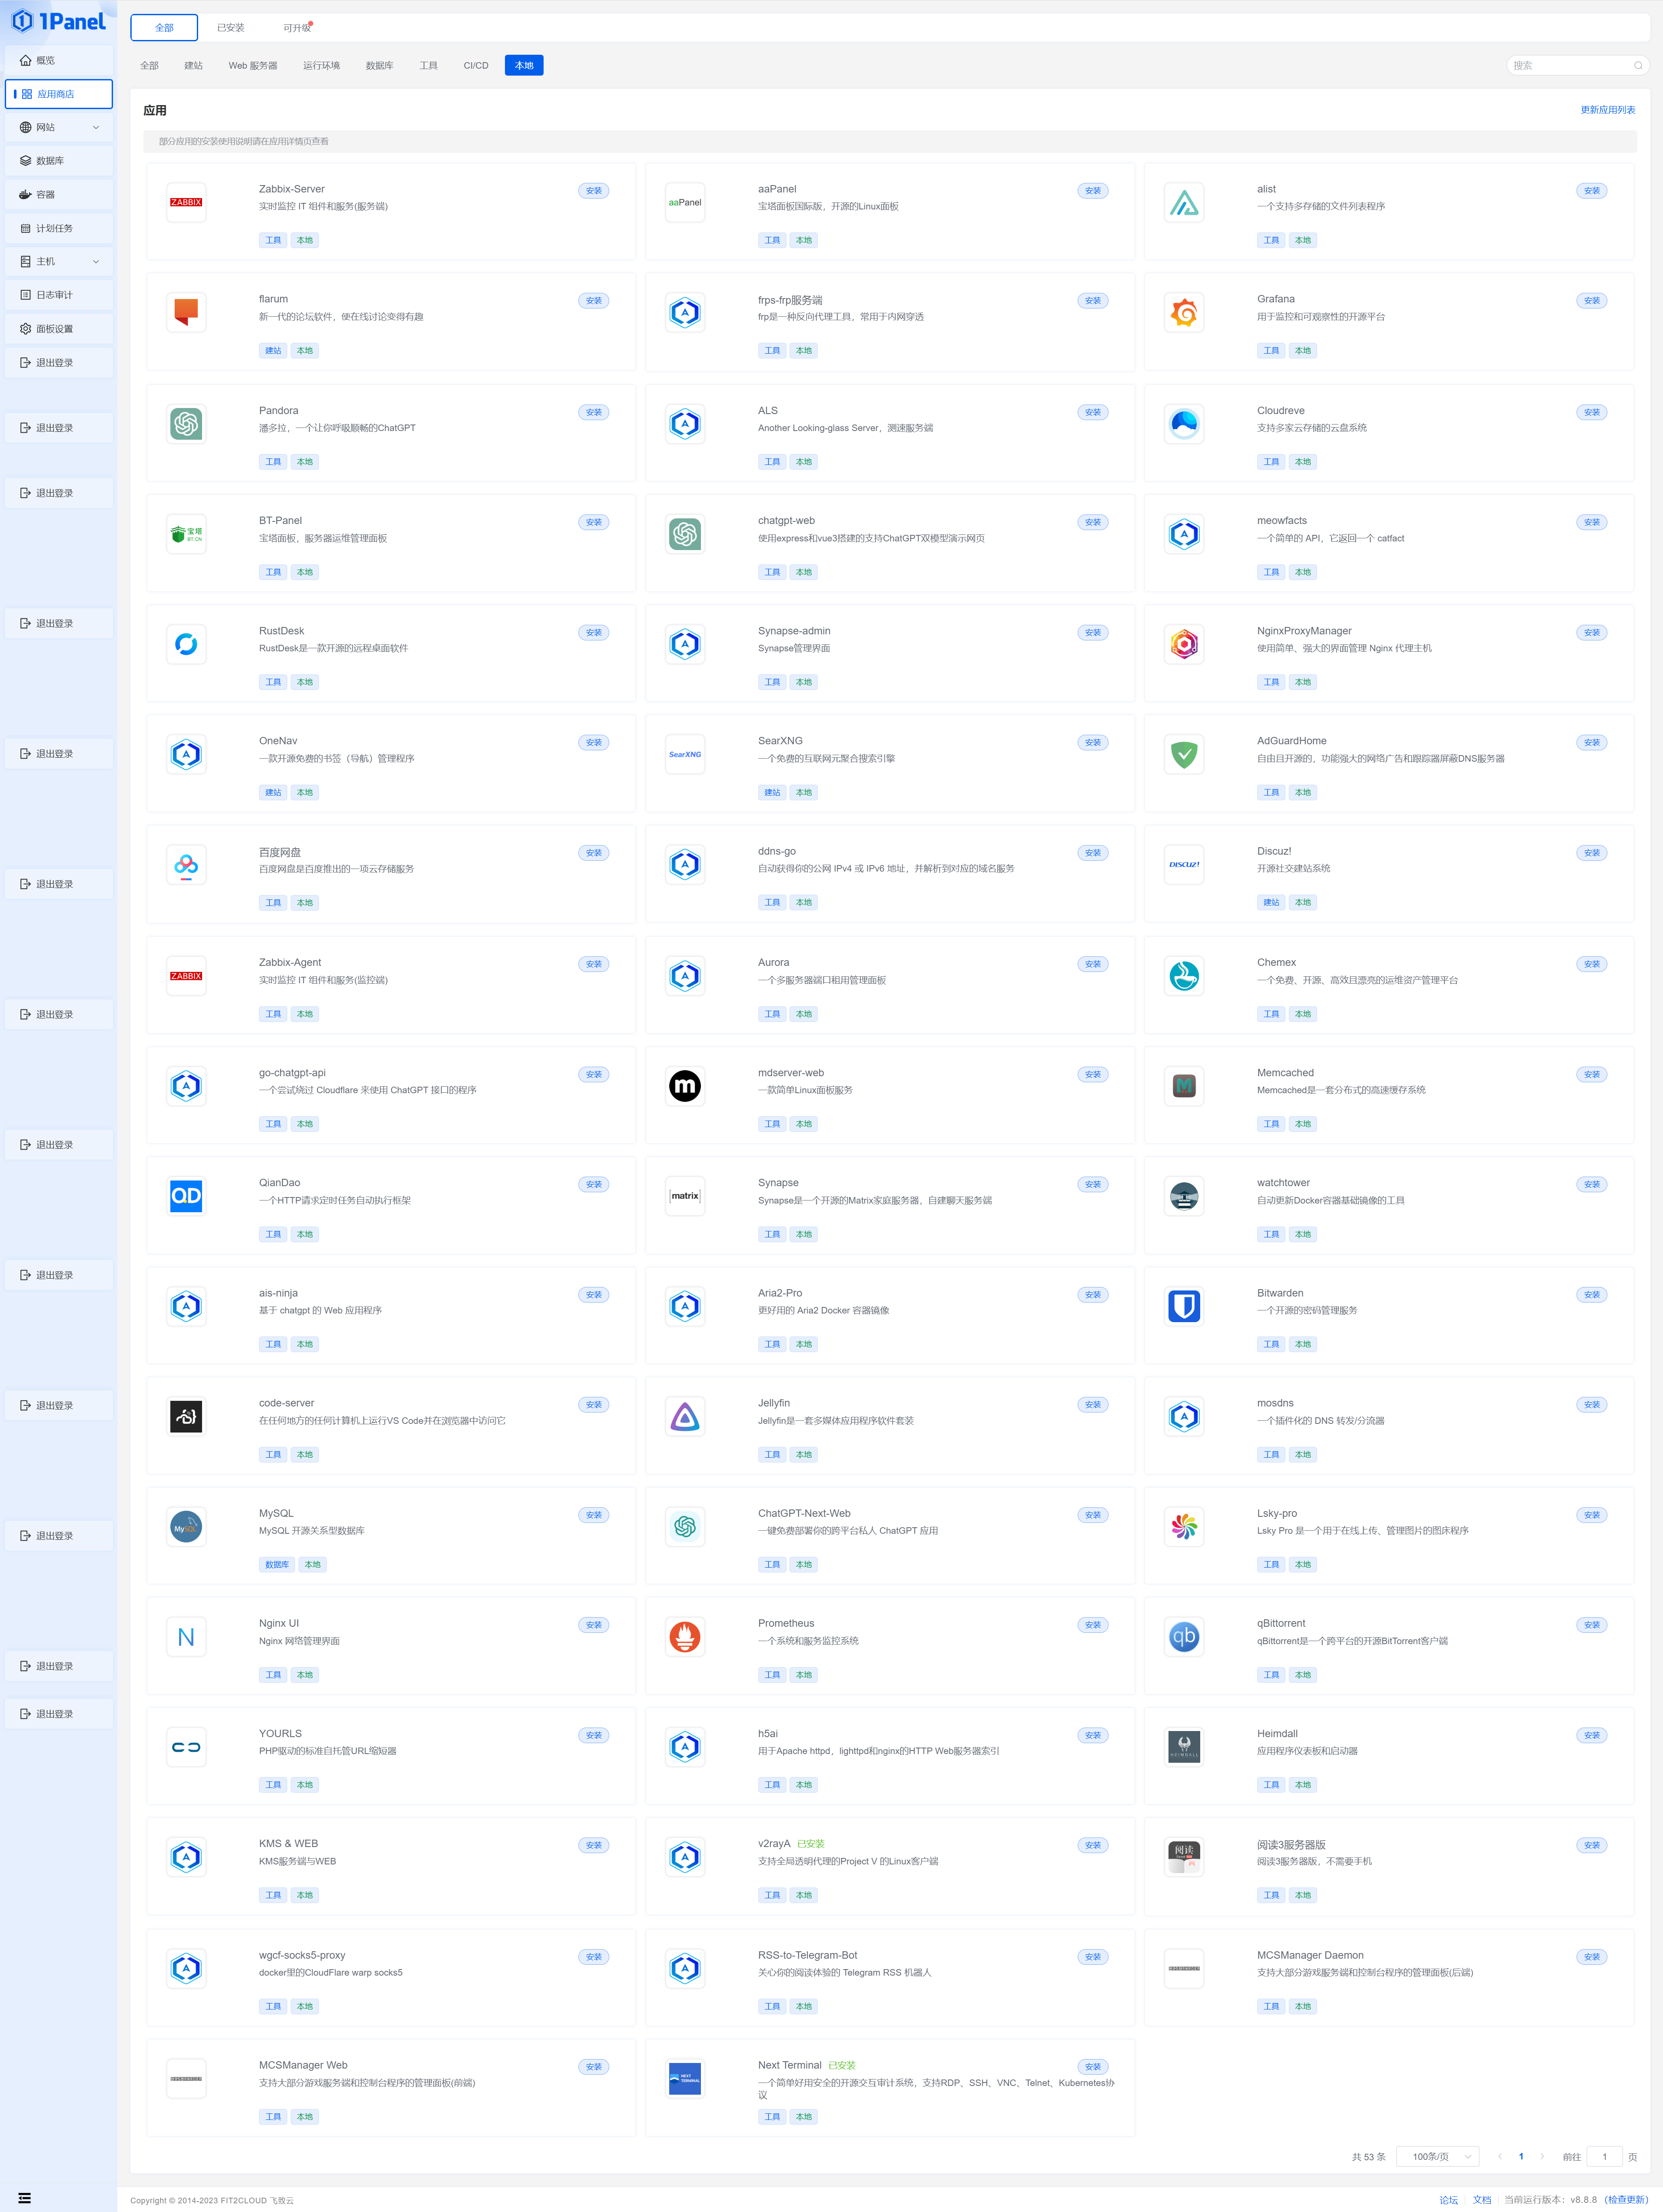 1Panel
概览
应用商店
网站
数据库
容器
计划任务
主机
日志审计
面板设置
退出登录
退出登录
退出登录
退出登录
退出登录
退出登录
退出登录
退出登录
退出登录
退出登录
退出登录
退出登录
退出登录
全部 已安装 可升级
全部 建站 Web 服务器 运行环境 数据库 工具 CI/CD 本地 搜索
应用 更新应用列表
部分应用的安装使用说明请在应用详情页查看
ZABBIX
Zabbix-Server 安装
实时监控 IT 组件和服务(服务端)
工具 本地
aaPanel
aaPanel 安装
宝塔面板国际版，开源的Linux面板
工具 本地
alist 安装
一个支持多存储的文件列表程序
工具 本地
flarum 安装
新一代的论坛软件，使在线讨论变得有趣
建站 本地
frps-frp服务端 安装
frp是一种反向代理工具，常用于内网穿透
工具 本地
Grafana 安装
用于监控和可观察性的开源平台
工具 本地
Pandora 安装
潘多拉，一个让你呼吸顺畅的ChatGPT
工具 本地
ALS 安装
Another Looking-glass Server，测速服务端
工具 本地
Cloudreve 安装
支持多家云存储的云盘系统
工具 本地
宝塔
BT.CN
BT-Panel 安装
宝塔面板，服务器运维管理面板
工具 本地
chatgpt-web 安装
使用express和vue3搭建的支持ChatGPT双模型演示网页
工具 本地
meowfacts 安装
一个简单的 API，它返回一个 catfact
工具 本地
RustDesk 安装
RustDesk是一款开源的远程桌面软件
工具 本地
Synapse-admin 安装
Synapse管理界面
工具 本地
NginxProxyManager 安装
使用简单、强大的界面管理 Nginx 代理主机
工具 本地
OneNav 安装
一款开源免费的书签（导航）管理程序
建站 本地
SearXNG
SearXNG 安装
一个免费的互联网元聚合搜索引擎
建站 本地
AdGuardHome 安装
自由且开源的，功能强大的网络广告和跟踪器屏蔽DNS服务器
工具 本地
百度网盘 安装
百度网盘是百度推出的一项云存储服务
工具 本地
ddns-go 安装
自动获得你的公网 IPv4 或 IPv6 地址，并解析到对应的域名服务
工具 本地
DISCUZ!
Discuz! 安装
开源社交建站系统
建站 本地
ZABBIX
Zabbix-Agent 安装
实时监控 IT 组件和服务(监控端)
工具 本地
Aurora 安装
一个多服务器端口租用管理面板
工具 本地
Chemex 安装
一个免费、开源、高效且漂亮的运维资产管理平台
工具 本地
go-chatgpt-api 安装
一个尝试绕过 Cloudflare 来使用 ChatGPT 接口的程序
工具 本地
m
mdserver-web 安装
一款简单Linux面板服务
工具 本地
M
Memcached 安装
Memcached是一套分布式的高速缓存系统
工具 本地
QD
QianDao 安装
一个HTTP请求定时任务自动执行框架
工具 本地
[matrix]
Synapse 安装
Synapse是一个开源的Matrix家庭服务器，自建聊天服务端
工具 本地
watchtower 安装
自动更新Docker容器基础镜像的工具
工具 本地
ais-ninja 安装
基于 chatgpt 的 Web 应用程序
工具 本地
Aria2-Pro 安装
更好用的 Aria2 Docker 容器镜像
工具 本地
Bitwarden 安装
一个开源的密码管理服务
工具 本地
code-server 安装
在任何地方的任何计算机上运行VS Code并在浏览器中访问它
工具 本地
Jellyfin 安装
Jellyfin是一套多媒体应用程序软件套装
工具 本地
mosdns 安装
一个插件化的 DNS 转发/分流器
工具 本地
MySQL
MySQL 安装
MySQL 开源关系型数据库
数据库 本地
ChatGPT-Next-Web 安装
一键免费部署你的跨平台私人 ChatGPT 应用
工具 本地
Lsky-pro 安装
Lsky Pro 是一个用于在线上传、管理图片的图床程序
工具 本地
N
Nginx UI 安装
Nginx 网络管理界面
工具 本地
Prometheus 安装
一个系统和服务监控系统
工具 本地
qb
qBittorrent 安装
qBittorrent是一个跨平台的开源BitTorrent客户端
工具 本地
YOURLS 安装
PHP驱动的标准自托管URL缩短器
工具 本地
h5ai 安装
用于Apache httpd，lighttpd和nginx的HTTP Web服务器索引
工具 本地
HEIMDALL
Heimdall 安装
应用程序仪表板和启动器
工具 本地
KMS & WEB 安装
KMS服务端与WEB
工具 本地
v2rayA 已安装 安装
支持全局透明代理的Project V 的Linux客户端
工具 本地
阅读
阅读3服务器版 安装
阅读3服务器版，不需要手机
工具 本地
wgcf-socks5-proxy 安装
docker里的CloudFlare warp socks5
工具 本地
RSS-to-Telegram-Bot 安装
关心你的阅读体验的 Telegram RSS 机器人
工具 本地
MCSManager Daemon 安装
支持大部分游戏服务端和控制台程序的管理面板(后端)
工具 本地
MCSManager Web 安装
支持大部分游戏服务端和控制台程序的管理面板(前端)
工具 本地
NEXT
TERMINAL
Next Terminal 已安装 安装
一个简单好用安全的开源交互审计系统，支持RDP、SSH、VNC、Telnet、Kubernetes协
议
工具 本地
共 53 条 100条/页 1 前往 1 页
Copyright © 2014-2023 FIT2CLOUD 飞致云 论坛 文档 当前运行版本： v8.8.8 (检查更新)